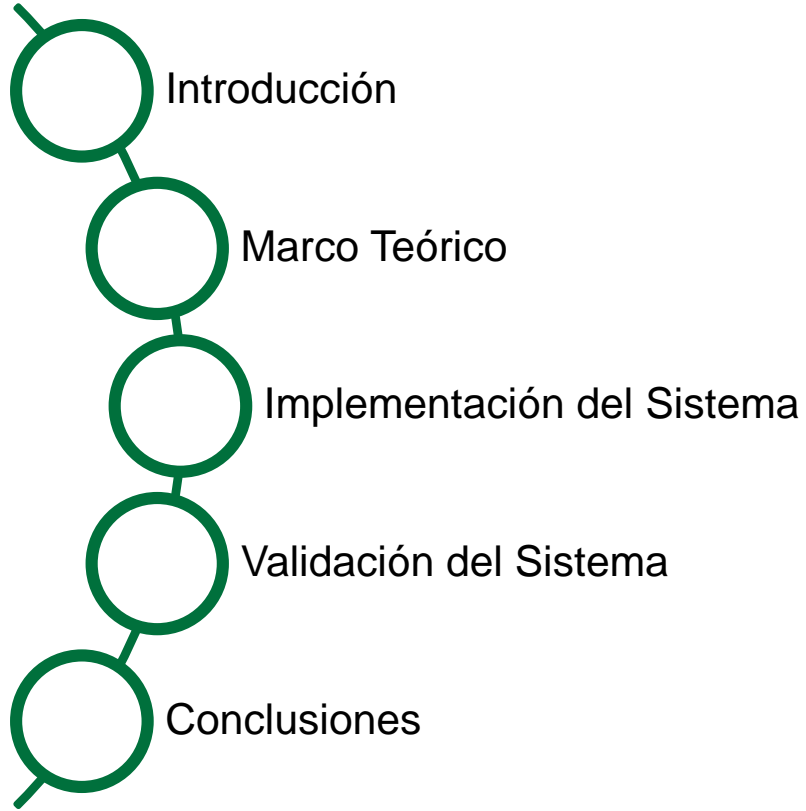 Introducción
Marco Teórico
Implementación del Sistema
Validación del Sistema
Conclusiones